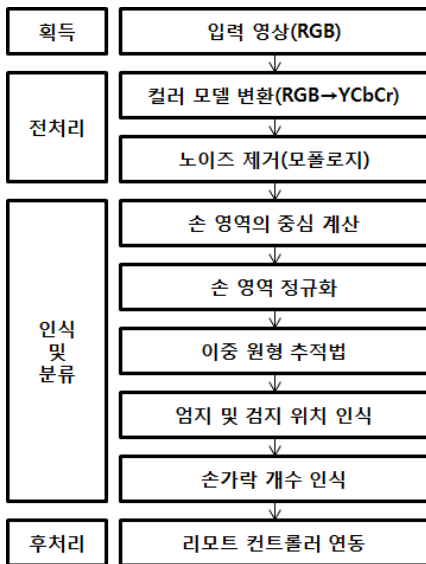 획득
입력 영상(RGB)
전처리
컬러 모델 변환(RGB→YCbCr)
노이즈 제거(모폴로지)
인식
및
분류
손 영역의 중심 계산
손 영역 정규화
이중 원형 추적법
엄지 및 검지 위치 인식
손가락 개수 인식
후처리
리모트 컨트롤러 연동